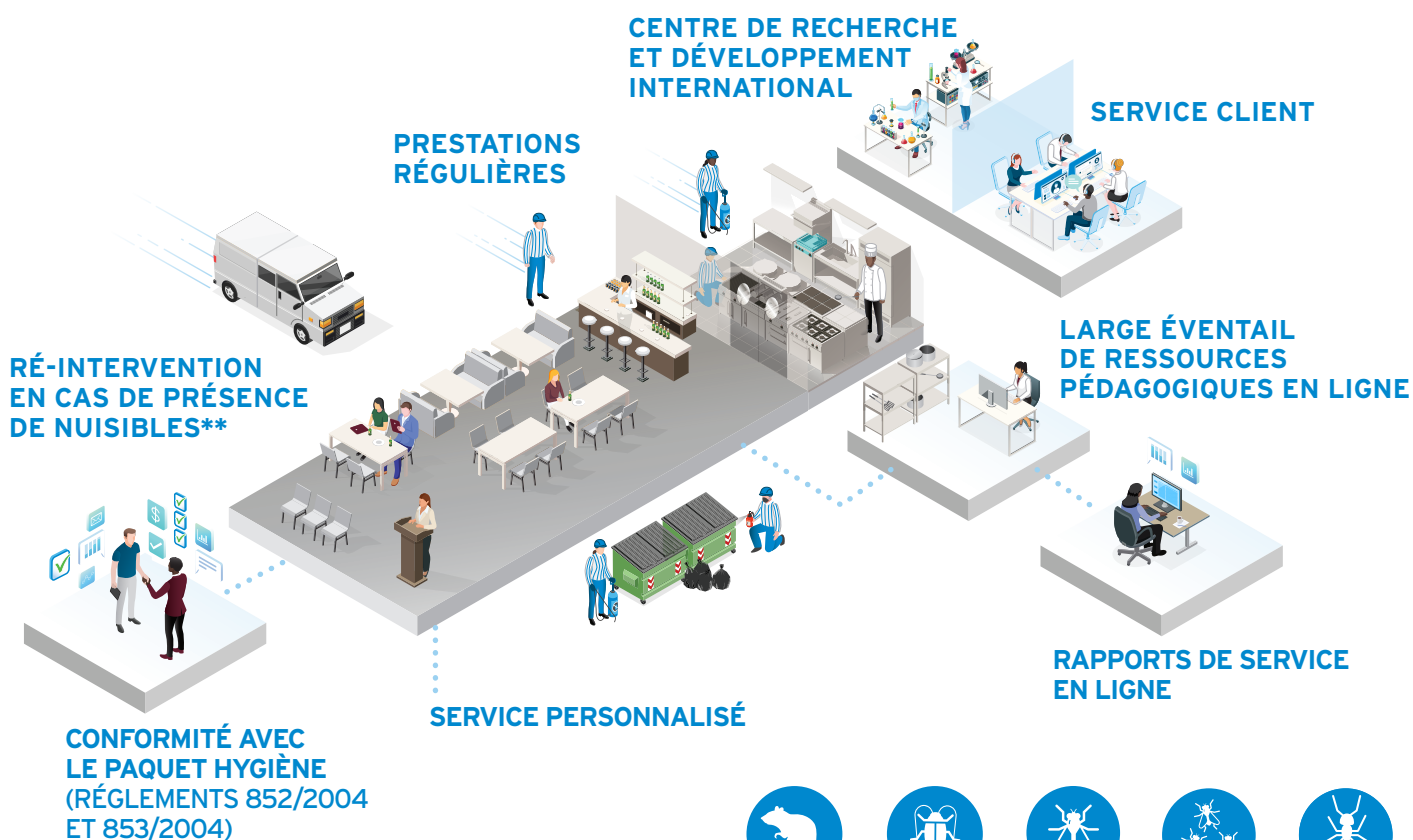 CENTRE DE RECHERCHE
ET DÉVELOPPEMENT
INTERNATIONAL
SERVICE CLIENT
PRESTATIONS
RÉGULIÈRES
LARGE ÉVENTAIL
DE RESSOURCES
PÉDAGOGIQUES EN LIGNE
RÉ-INTERVENTION
EN CAS DE PRÉSENCE
DE NUISIBLES**
RAPPORTS DE SERVICE
EN LIGNE
SERVICE PERSONNALISÉ
CONFORMITÉ AVEC
LE PAQUET HYGIÈNE
(RÉGLEMENTS 852/2004
ET 853/2004)